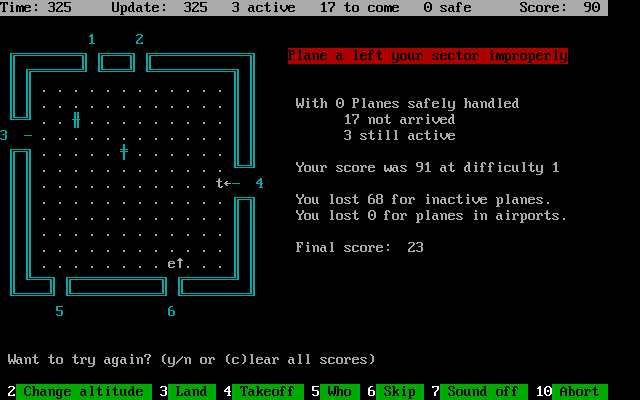 Time: 325 Update: 325 3 active 17 to come 0 safe Score: 90
1 2
Plane a left your sector improperly
With 0 Planes safely handled
17 not arrived
3
3 still active
Your score was 91 at difficulty 1
t← 4
You lost 68 for inactive planes.
You lost 0 for planes in airports.
Final score: 23
e↑
5 6
Want to try again? (y/n or (c)lear all scores)
2 Change altitude 3 Land 4 Takeoff 5 Who 6 Skip 7 Sound off 10 Abort